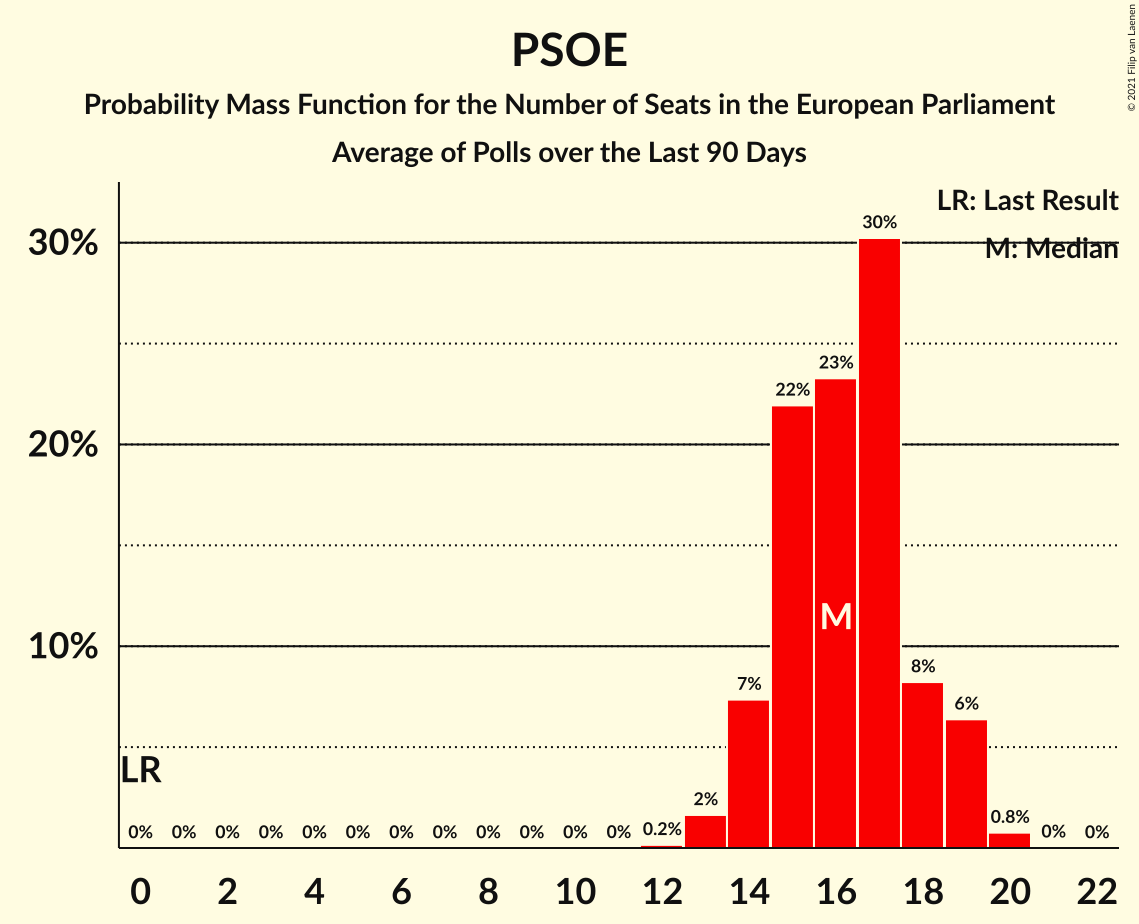 PSOE
Probability Mass Function for the Number of Seats in the European Parliament
Average of Polls over the Last 90 Days
© 2021 Filip van Laenen
LR: Last Result
M: Median
30%
20%
10%
30%
23%
22%
M
8%
7%
6%
LR
2%
0% 0% 0% 0% 0% 0% 0% 0% 0% 0% 0% 0% 0.2% 0.8% 0% 0%
0 2 4 6 8 10 12 14 16 18 20 22